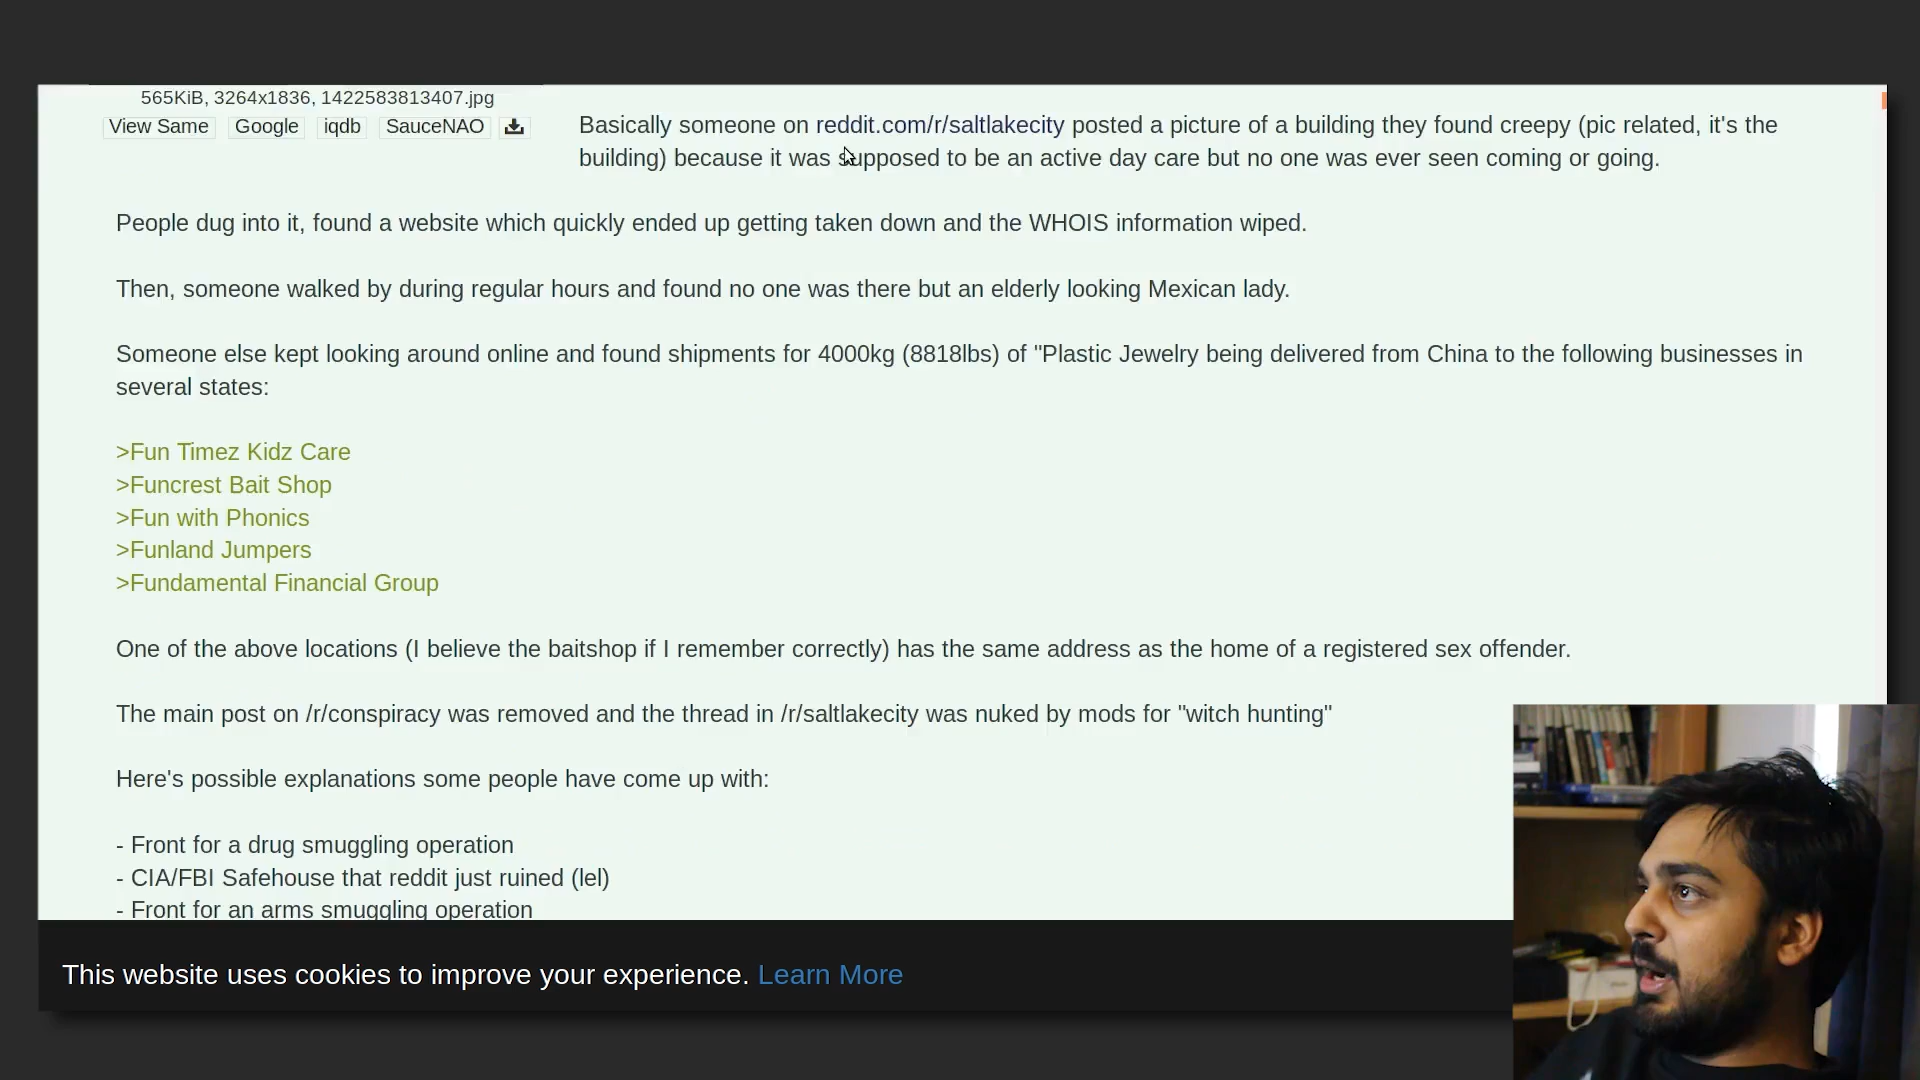 565KiB, 3264x1836, 1422583813407.jpg
View Same Google iqdb SauceNAO
Basically someone on reddit.com/r/saltlakecity posted a picture of a building they found creepy (pic related, it's the
building) because it was supposed to be an active day care but no one was ever seen coming or going.
People dug into it, found a website which quickly ended up getting taken down and the WHOIS information wiped.
Then, someone walked by during regular hours and found no one was there but an elderly looking Mexican lady.
Someone else kept looking around online and found shipments for 4000kg (8818lbs) of "Plastic Jewelry being delivered from China to the following businesses in
several states:
>Fun Timez Kidz Care
>Funcrest Bait Shop
>Fun with Phonics
>Funland Jumpers
>Fundamental Financial Group
One of the above locations (I believe the baitshop if I remember correctly) has the same address as the home of a registered sex offender.
The main post on /r/conspiracy was removed and the thread in /r/saltlakecity was nuked by mods for "witch hunting"
Here's possible explanations some people have come up with:
- Front for a drug smuggling operation
- CIA/FBI Safehouse that reddit just ruined (lel)
- Front for an arms smuggling operation
This website uses cookies to improve your experience. Learn More